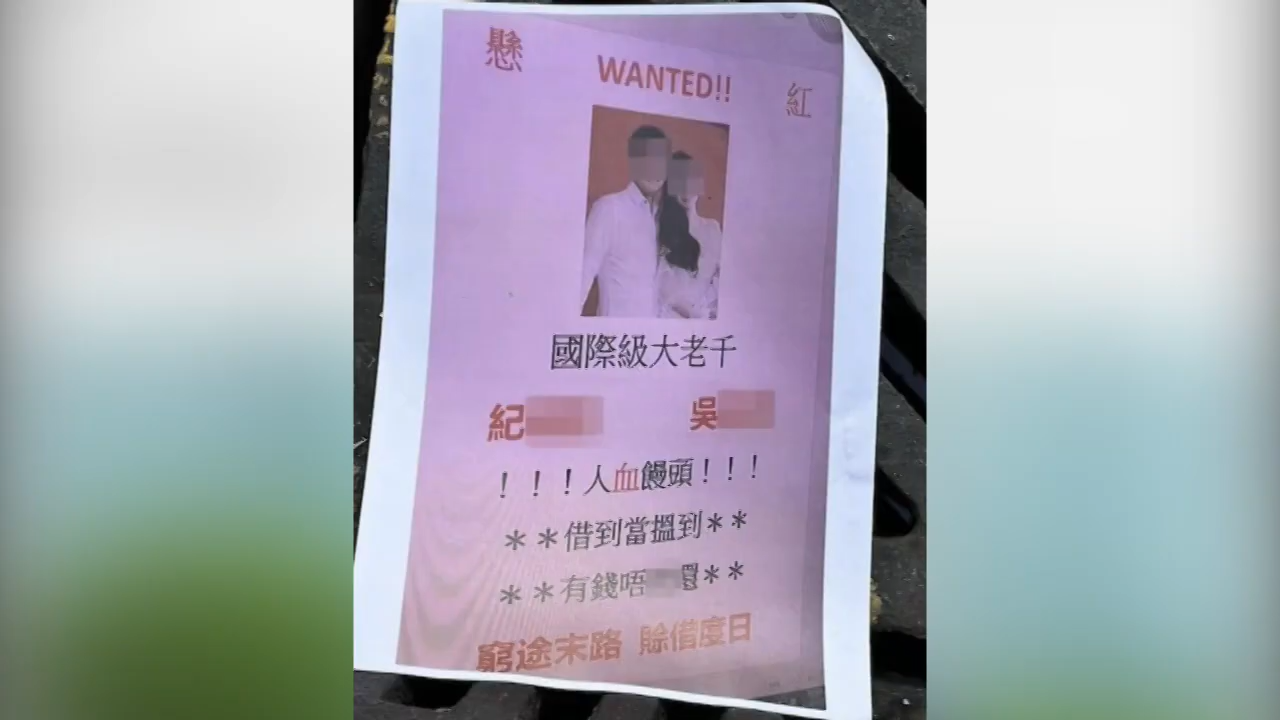 懸 WANTED!! 紅
國際級大老千
紀 吳
！！！人血饅頭！！！
＊＊借到當搵到＊＊
＊＊有錢唔＊＊
窮途末路 賒借度日